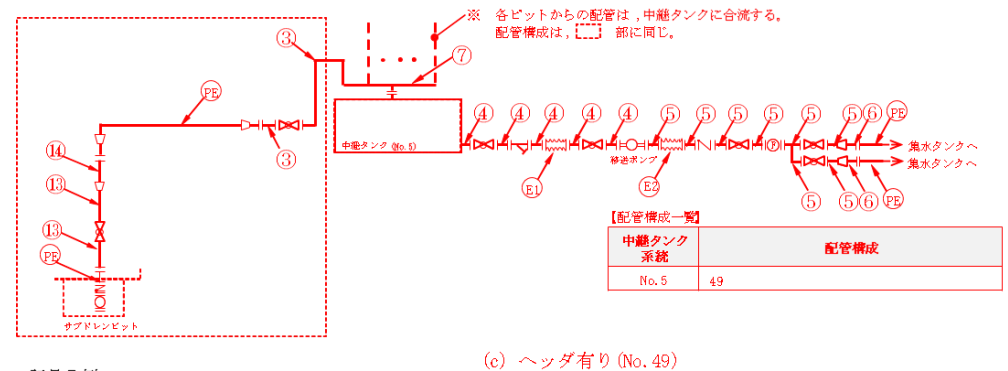 ※ 各ピットからの配管は,中継タンクに合流する。
配管構成は, 部に同じ。
③
⑦
PE
③
⑭
⑬
⑬
PE
サブドレンピット
中継タンク (No.5)
④ ④ ④ ④ ④ ⑤ ⑤ ⑤ ⑤ ⑤ ⑤ ⑥ PE
P
移送ポンプ
集水タンクへ
集水タンクへ
E1
E2
⑤ ⑤ ⑥ PE
【配管構成一覧】
中継タンク
系統
配管構成
No.5 49
(c) ヘッダ有り(No.49)